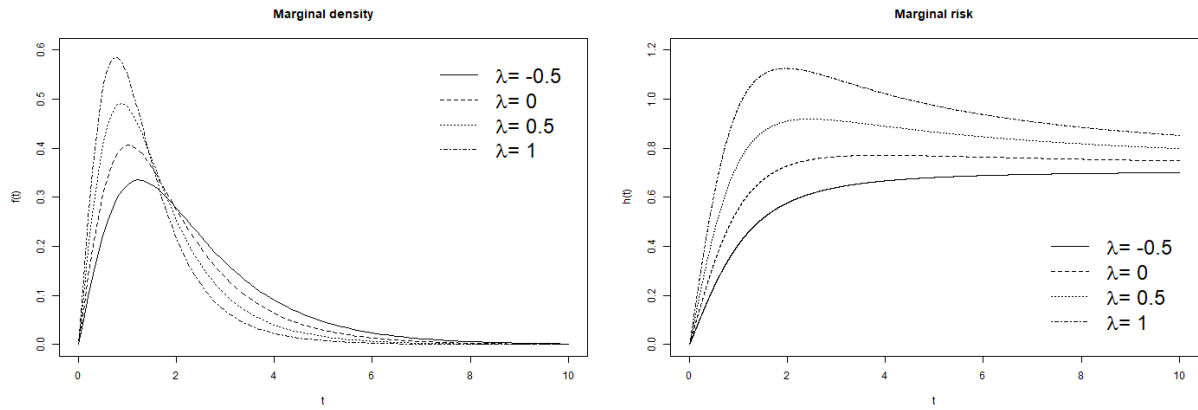 Marginal density
f(t)
0.6
0.5
0.4
0.3
0.2
0.1
0.0
λ= -0.5
λ= 0
λ= 0.5
λ= 1
0 2 4 6 8 10
t
Marginal risk
h(t)
1.2
1.0
0.8
0.6
0.4
0.2
0.0
λ= -0.5
λ= 0
λ= 0.5
λ= 1
0 2 4 6 8 10
t